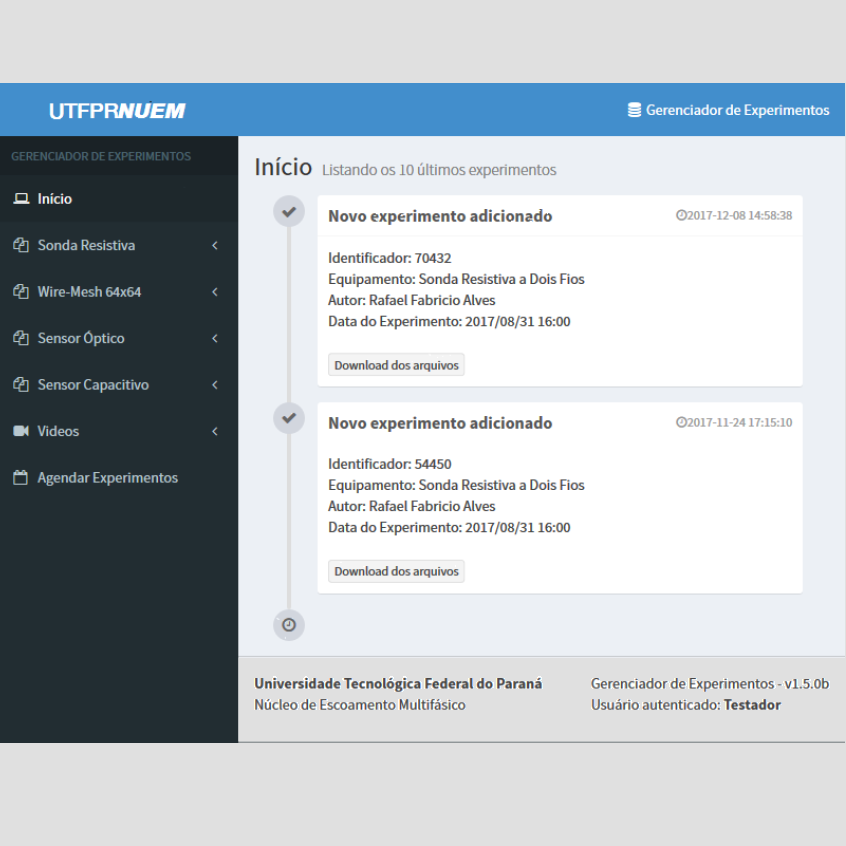 UTFPRNUEM
Gerenciador de Experimentos
GERENCIADOR DE EXPERIMENTOS
Início
Sonda Resistiva
Wire-Mesh 64x64
Sensor Óptico
Sensor Capacitivo
Videos
Agendar Experimentos
Início Listando os 10 últimos experimentos
Novo experimento adicionado 2017-12-08 14:58:38
Identificador: 70432
Equipamento: Sonda Resistiva a Dois Fios
Autor: Rafael Fabricio Alves
Data do Experimento: 2017/08/31 16:00
Download dos arquivos
Novo experimento adicionado 2017-11-24 17:15:10
Identificador: 54450
Equipamento: Sonda Resistiva a Dois Fios
Autor: Rafael Fabricio Alves
Data do Experimento: 2017/08/31 16:00
Download dos arquivos
Universidade Tecnológica Federal do Paraná
Núcleo de Escoamento Multifásico
Gerenciador de Experimentos - v1.5.0b
Usuário autenticado: Testador